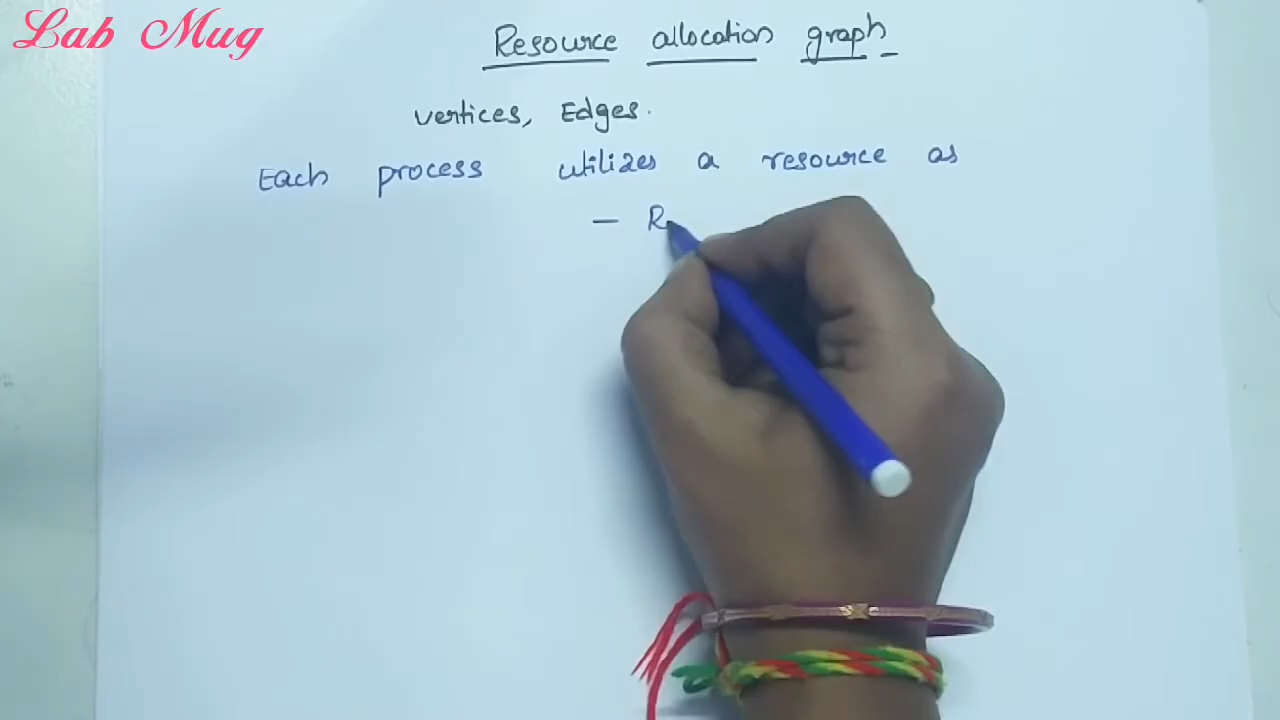 Lab Mug
Resource allocation graph
vertices, Edges.
Each process utilizes a resource as
— R